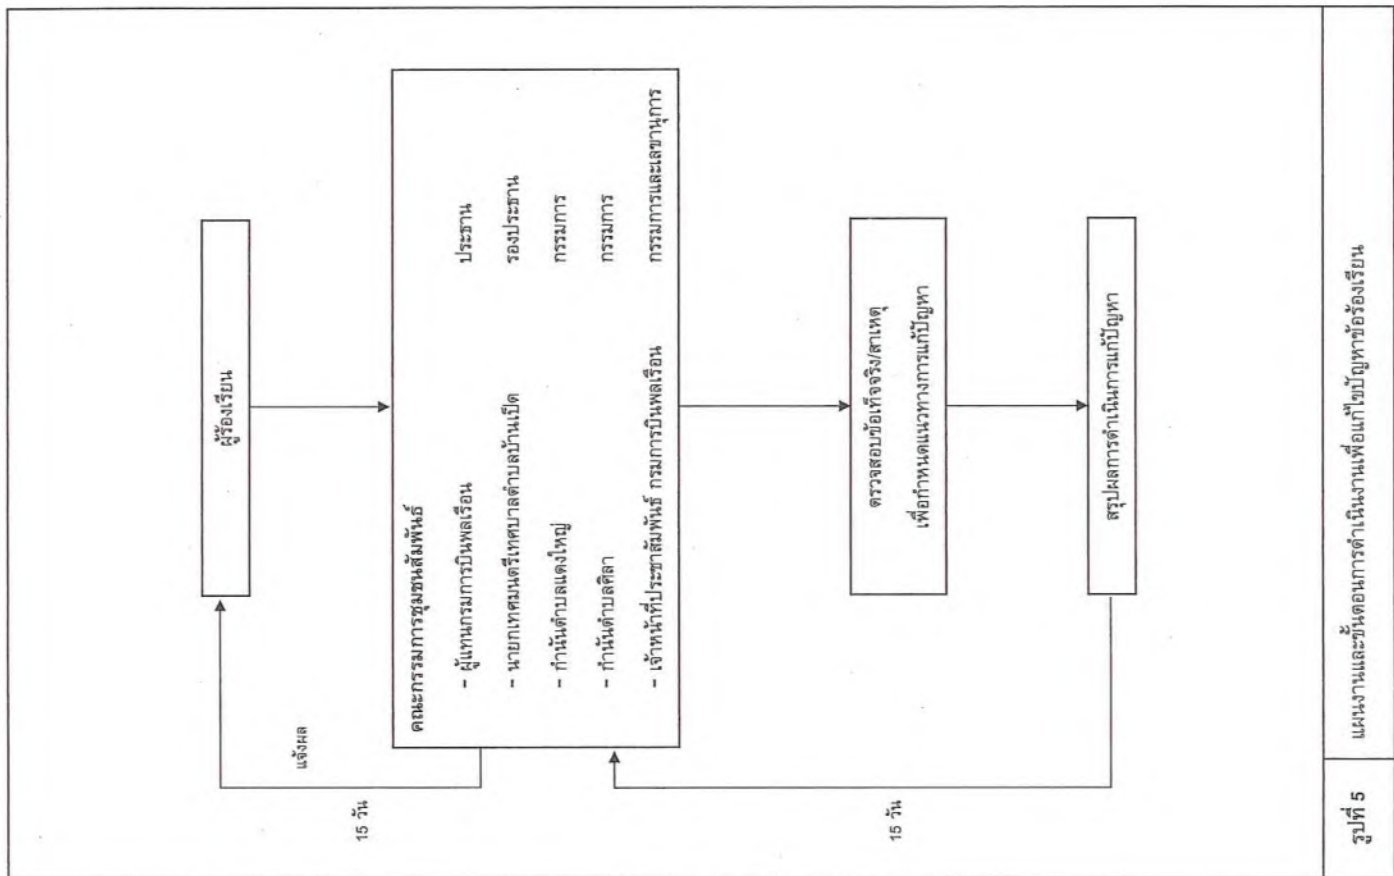 ผู้ร้องเรียน
แจ้งผล
15 วัน
คณะกรรมการชุมชนสัมพันธ์
- ผู้แทนกรมการบินพลเรือน ประธาน
- นายกเทศมนตรีเทศบาลตำบลบ้านเป็ด รองประธาน
- กำนันตำบลแดงใหญ่ กรรมการ
- กำนันตำบลศิลา กรรมการ
- เจ้าหน้าที่ประชาสัมพันธ์ กรมการบินพลเรือน กรรมการและเลขานุการ
15 วัน
ตรวจสอบข้อเท็จจริง/สาเหตุ
เพื่อกำหนดแนวทางการแก้ปัญหา
สรุปผลการดำเนินการแก้ปัญหา
รูปที่ 5 แผนงานและขั้นตอนการดำเนินงานเพื่อแก้ไขปัญหาข้อร้องเรียน